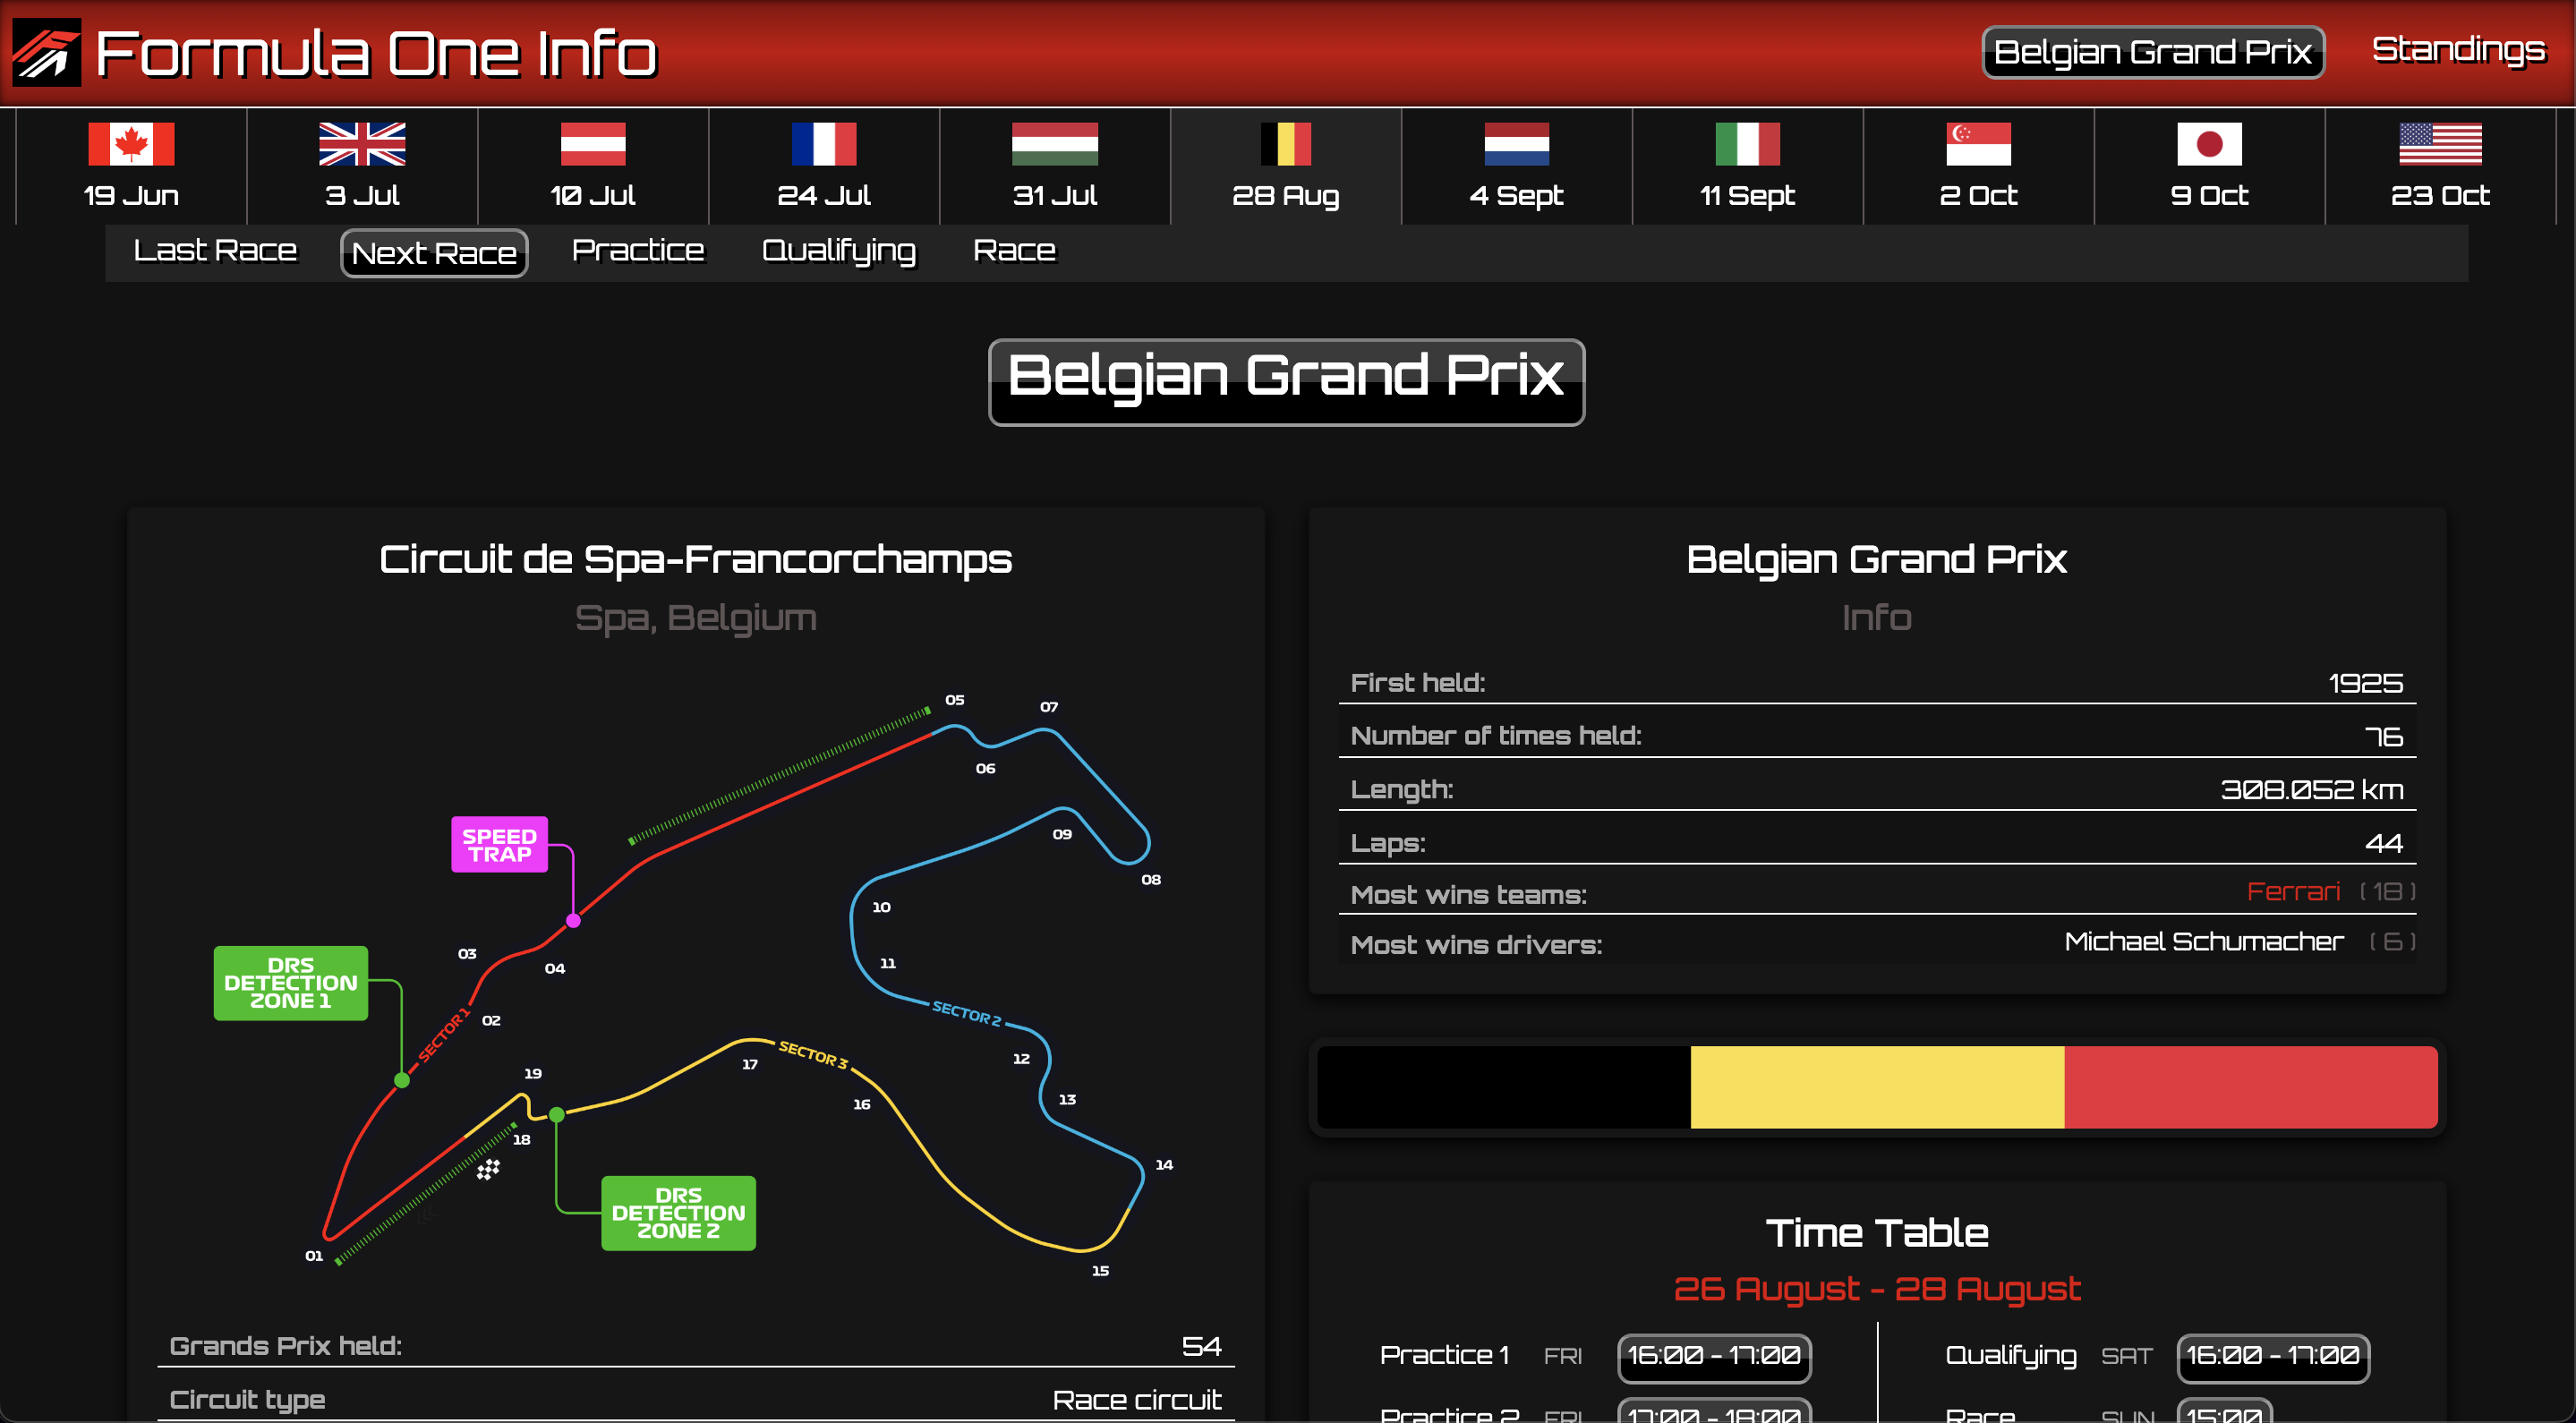 Formula One Info
Belgian Grand Prix
Standings
19 Jun
3 Jul
10 Jul
24 Jul
31 Jul
28 Aug
4 Sept
11 Sept
2 Oct
9 Oct
23 Oct
Last Race
Next Race
Practice
Qualifying
Race
Belgian Grand Prix
Circuit de Spa-Francorchamps
Spa, Belgium
05
07
06
SPEED
TRAP
09
08
10
03
04
11
DRS
DETECTION
ZONE 1
SECTOR 1
02
SECTOR 2
12
17
SECTOR 3
19
16
13
18
14
DRS
DETECTION
ZONE 2
01
15
Grands Prix held: 54
Circuit type Race circuit
Belgian Grand Prix
Info
First held: 1925
Number of times held: 76
Length: 308.052 km
Laps: 44
Most wins teams: Ferrari (18)
Most wins drivers: Michael Schumacher (6)
Time Table
26 August - 28 August
Practice 1 FRI 16:00 - 17:00
Qualifying SAT 16:00 - 17:00
Practice 2 FRI 17:00 - 18:00
Race SUN 15:00